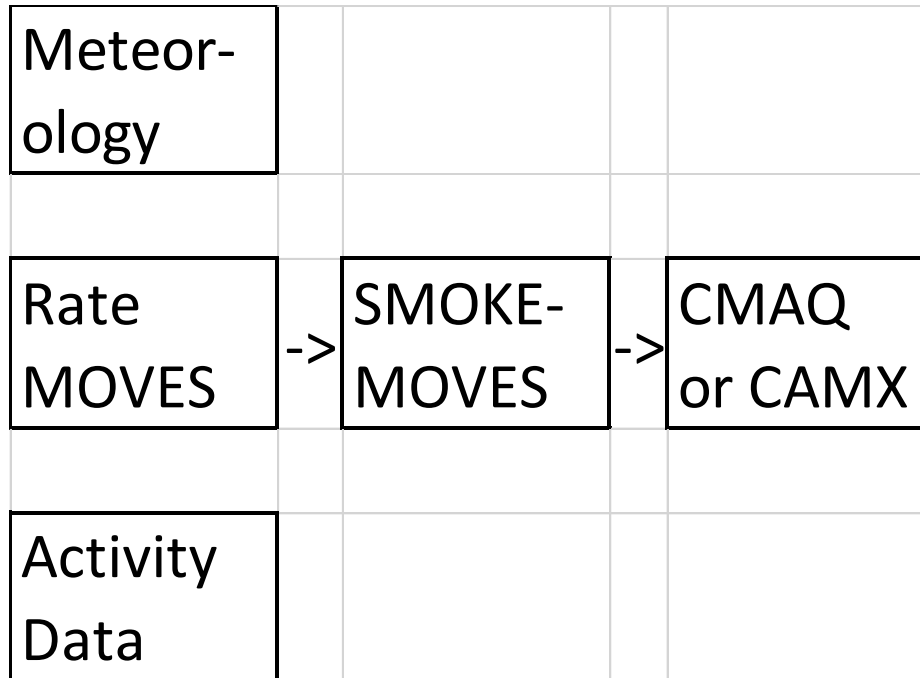 Meteor-
ology
Rate
MOVES
->
SMOKE-
MOVES
->
CMAQ
or CAMX
Activity
Data